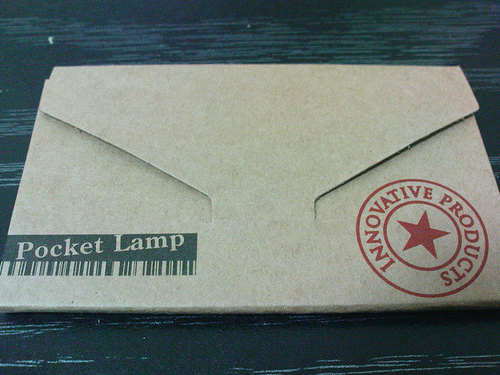 Pocket Lamp
INNOVATIVE PRODUCTS